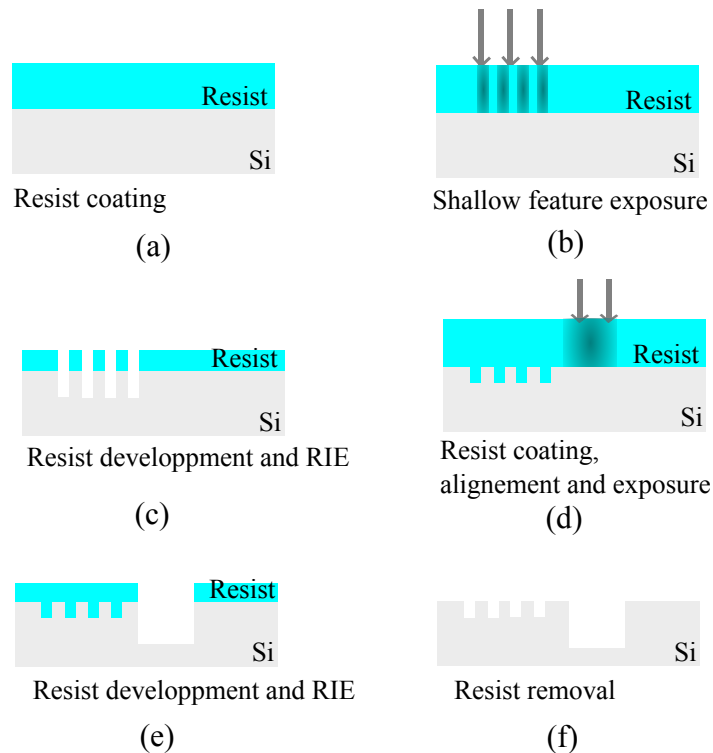 Resist
Si
Resist coating
(a)
Resist
Si
Shallow feature exposure
(b)
Resist
Si
Resist developpment and RIE
(c)
Resist
Si
Resist coating,
alignement and exposure
(d)
Resist
Si
Resist developpment and RIE
(e)
Si
Resist removal
(f)